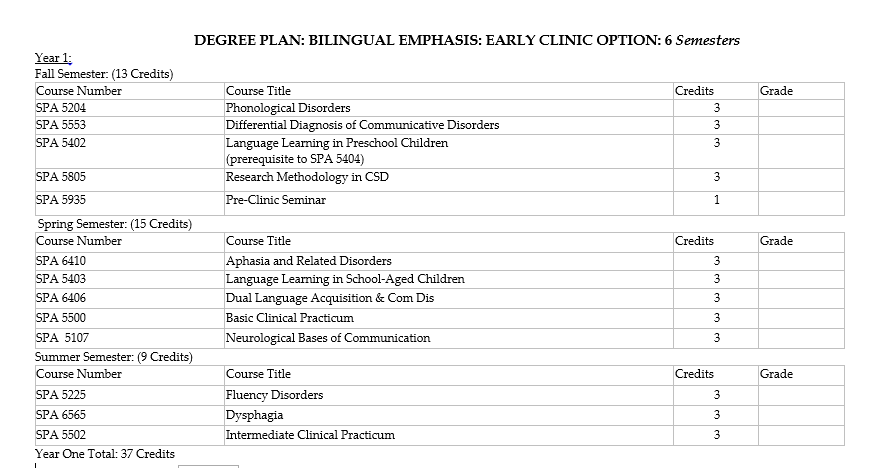 DEGREE PLAN: BILINGUAL EMPHASIS: EARLY CLINIC OPTION: 6 Semesters
Year 1:
Fall Semester: (13 Credits)
Course Number Course Title Credits Grade
SPA 5204 Phonological Disorders 3
SPA 5553 Differential Diagnosis of Communicative Disorders 3
SPA 5402 Language Learning in Preschool Children 3
(prerequisite to SPA 5404)
SPA 5805 Research Methodology in CSD 3
SPA 5935 Pre-Clinic Seminar 1
Spring Semester: (15 Credits)
Course Number Course Title Credits Grade
SPA 6410 Aphasia and Related Disorders 3
SPA 5403 Language Learning in School-Aged Children 3
SPA 6406 Dual Language Acquisition & Com Dis 3
SPA 5500 Basic Clinical Practicum 3
SPA 5107 Neurological Bases of Communication 3
Summer Semester: (9 Credits)
Course Number Course Title Credits Grade
SPA 5225 Fluency Disorders 3
SPA 6565 Dysphagia 3
SPA 5502 Intermediate Clinical Practicum 3
Year One Total: 37 Credits